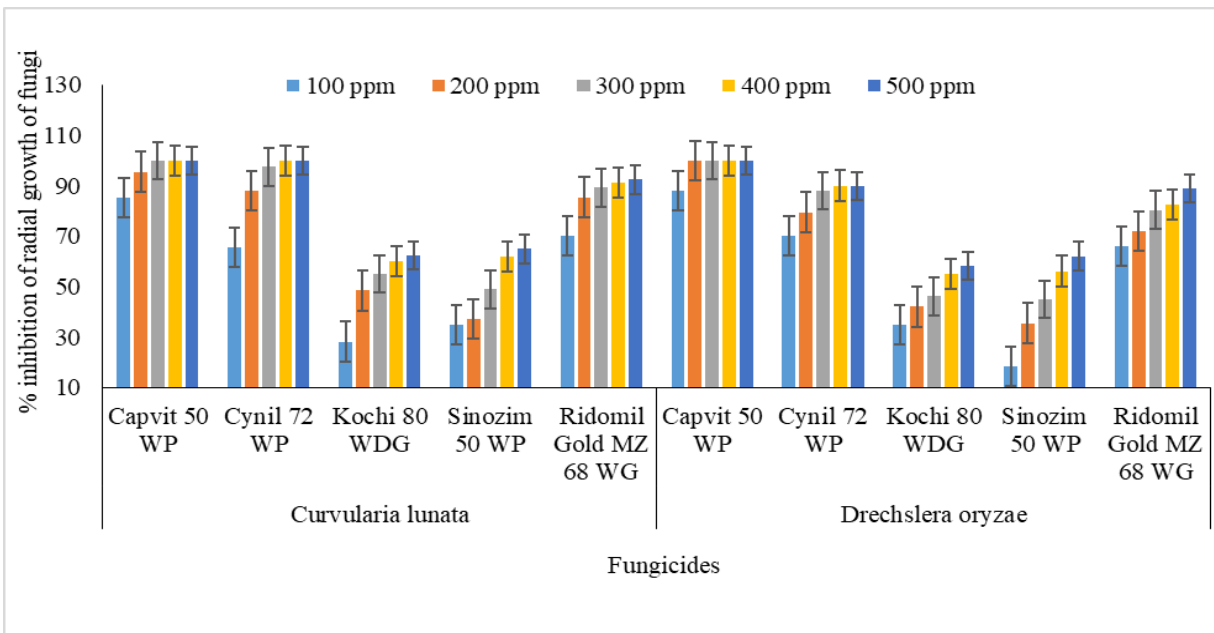 % inhibition of radial growth of fungi
130
110
90
70
50
30
10
100 ppm 200 ppm 300 ppm 400 ppm 500 ppm
Capvit 50 WP
Cynil 72 WP
Kochi 80 WDG
Sinozim 50 WP
Ridomil Gold MZ 68 WG
Capvit 50 WP
Cynil 72 WP
Kochi 80 WDG
Sinozim 50 WP
Ridomil Gold MZ 68 WG
Curvularia lunata
Drechslera oryzae
Fungicides